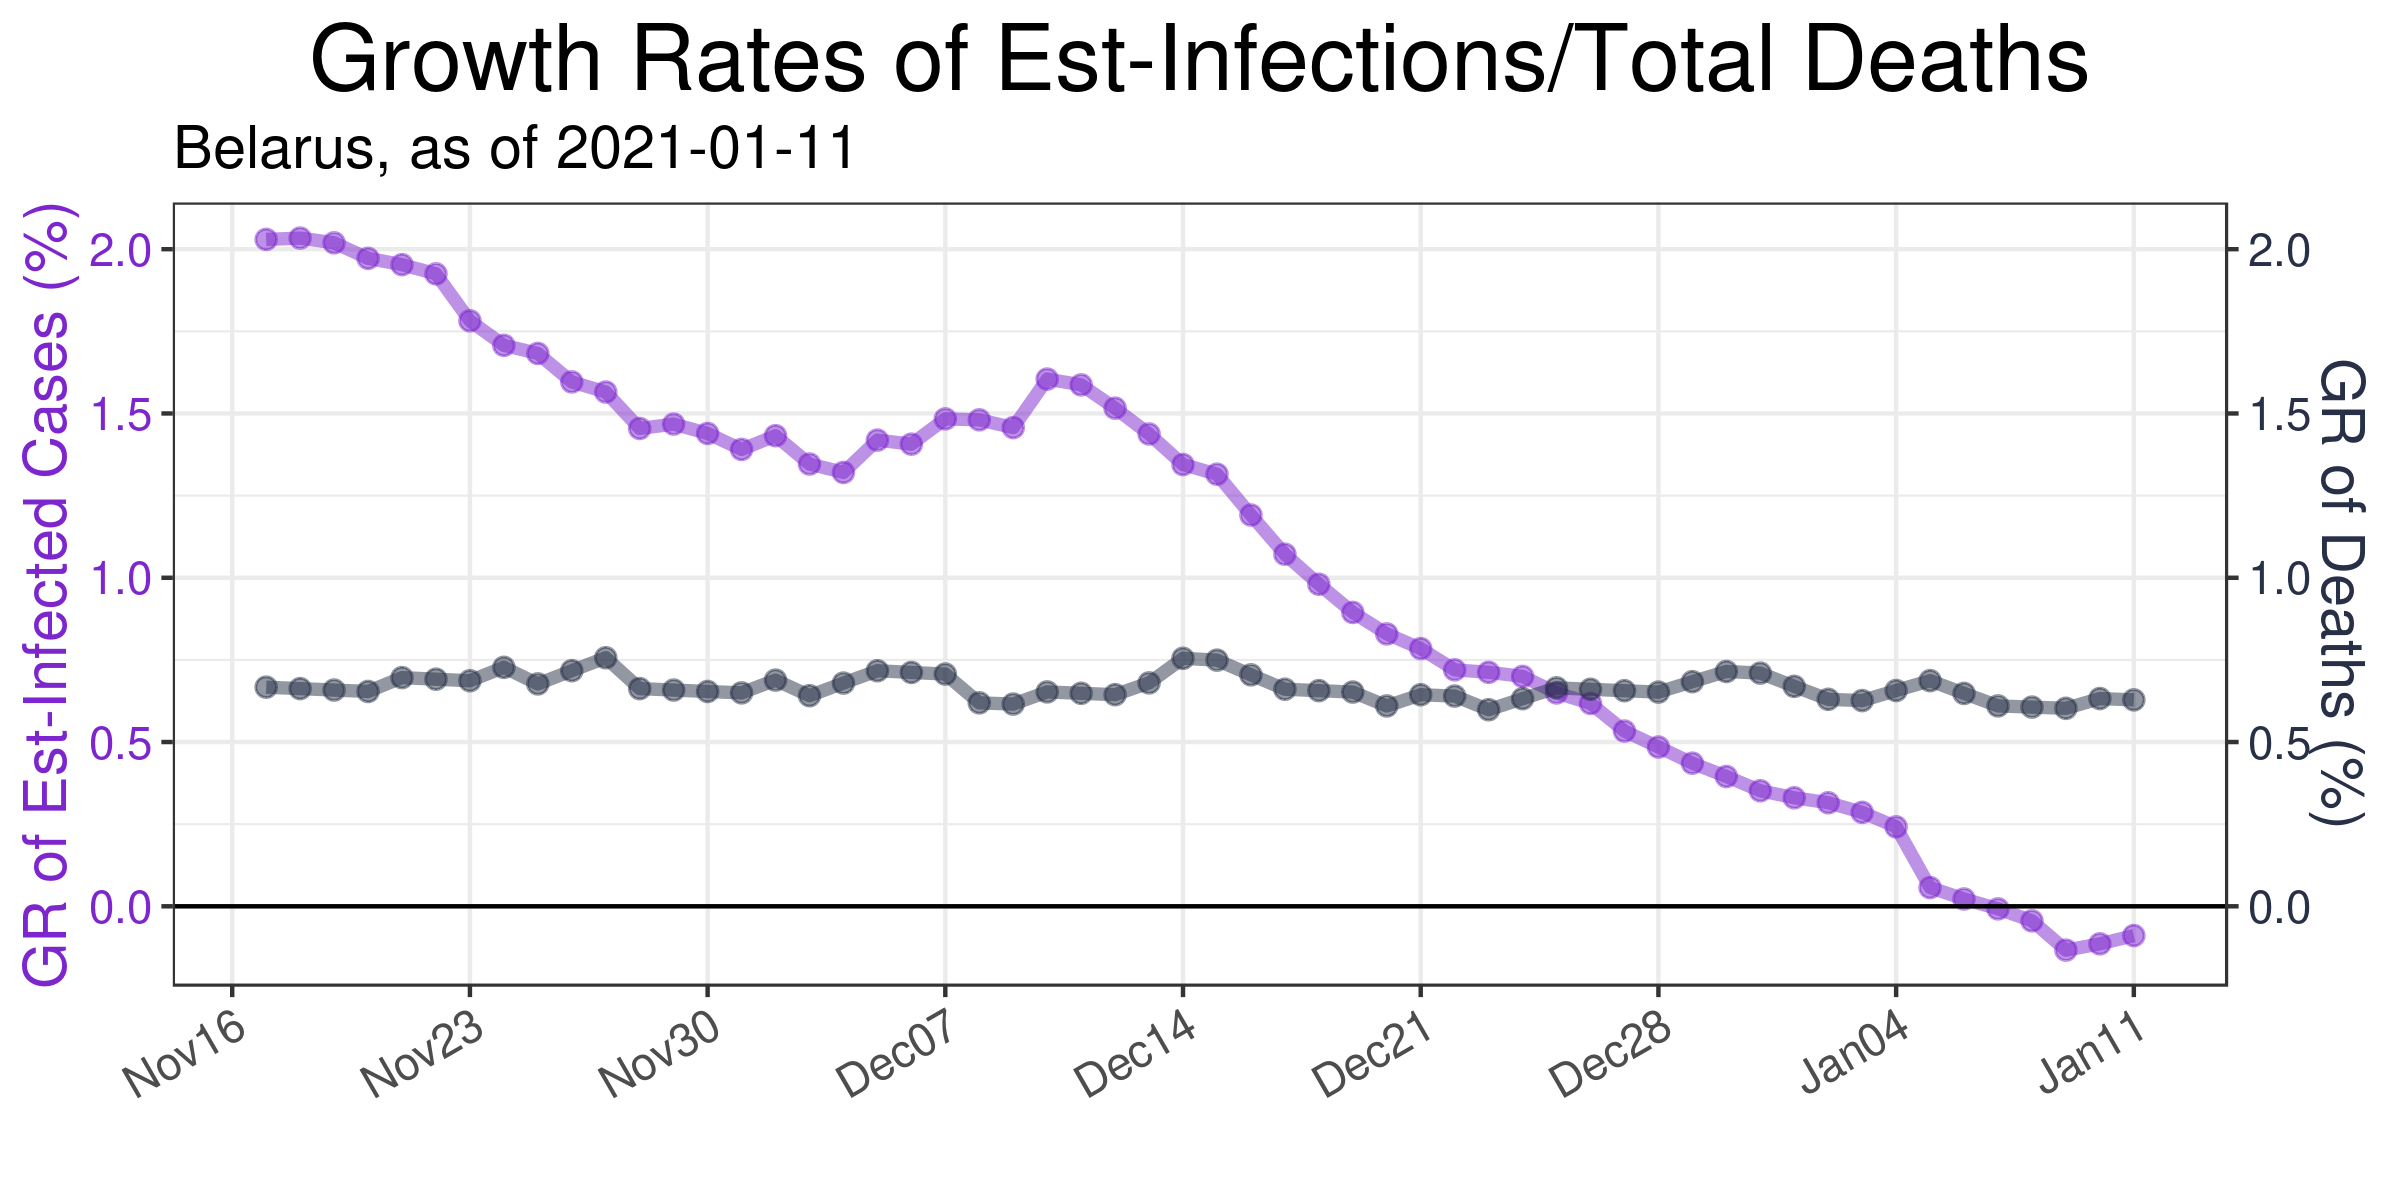 Growth Rates of Est-Infections/Total Deaths
Belarus, as of 2021-01-11
GR of Est-Infected Cases (%)
2.0
1.5
1.0
0.5
0.0
2.0
1.5
1.0
0.5
0.0
GR of Deaths (%)
Nov16
Nov23
Nov30
Dec07
Dec14
Dec21
Dec28
Jan04
Jan11